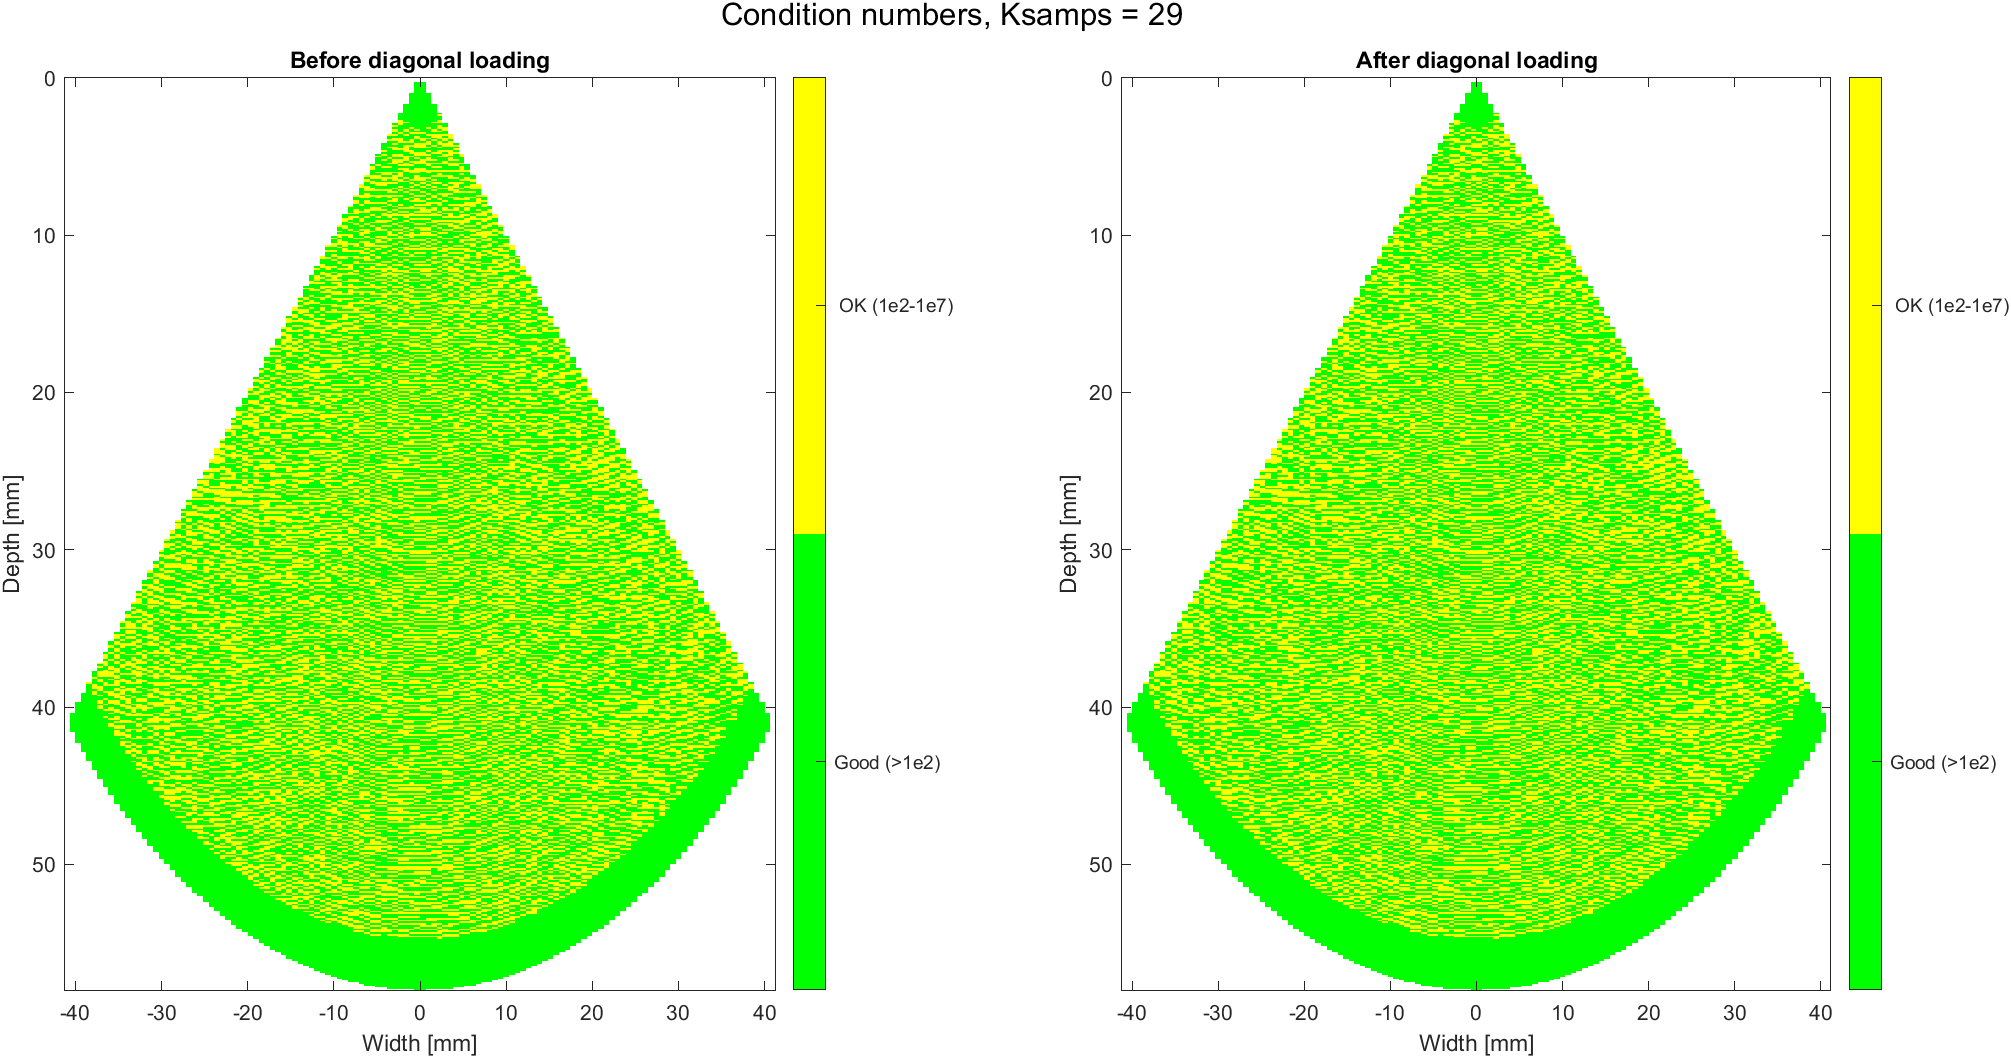 Condition numbers, Ksamps = 29
Before diagonal loading
0
10
20
30
40
50
Depth [mm]
-40 -30 -20 -10 0 10 20 30 40
Width [mm]
OK (1e2-1e7)
Good (>1e2)
After diagonal loading
0
10
20
30
40
50
Depth [mm]
-40 -30 -20 -10 0 10 20 30 40
Width [mm]
OK (1e2-1e7)
Good (>1e2)